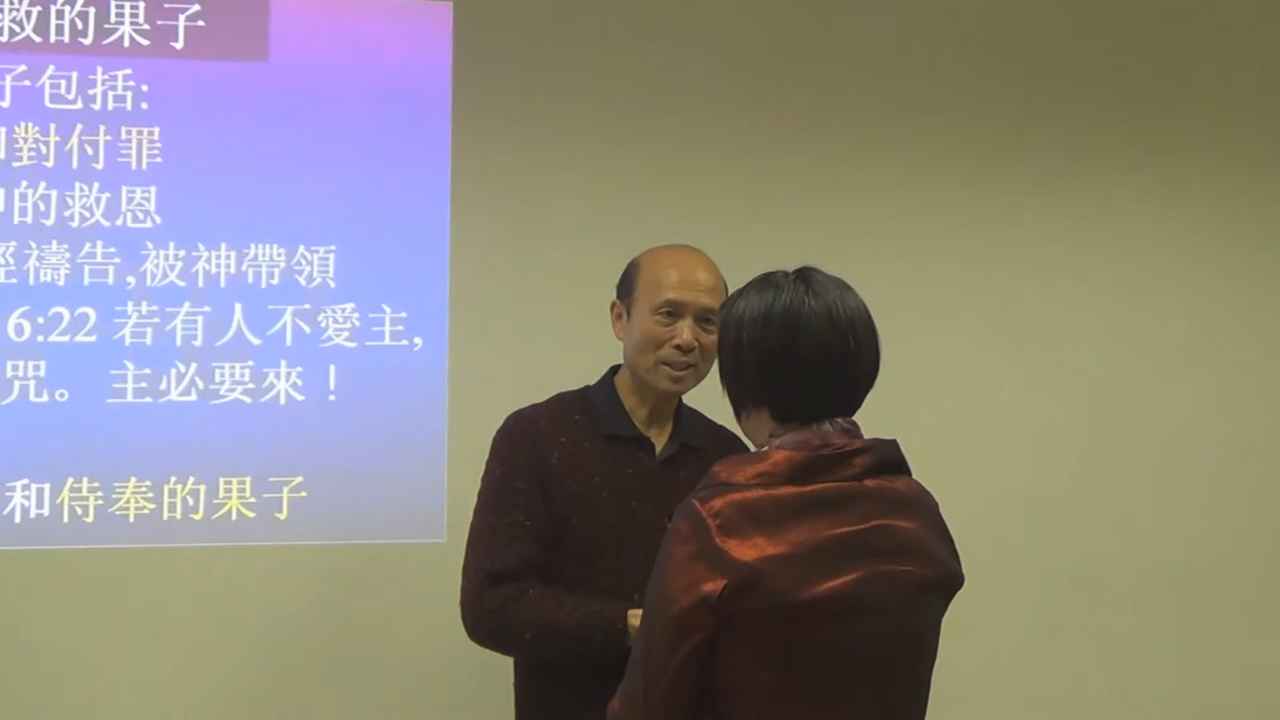 救的果子
子包括:
對付罪
的救恩
經禱告,被神帶領
6:22 若有人不愛主,
咒。主必要來！
和侍奉的果子